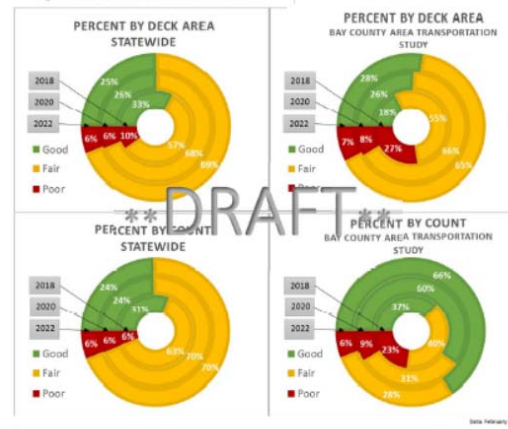 PERCENT BY DECK AREA
STATEWIDE
2018
2020
2022
Good
Fair
Poor
25%
26%
33%
6%
6%
10%
57%
68%
69%
PERCENT BY DECK AREA
BAY COUNTY AREA TRANSPORTATION
STUDY
2018
2020
2022
Good
Fair
Poor
28%
26%
18%
7%
8%
27%
55%
66%
65%
**DRAFT**
PERCENT BY COUNT
STATEWIDE
2018
2020
2022
Good
Fair
Poor
24%
24%
31%
6%
6%
6%
63%
70%
70%
PERCENT BY COUNT
BAY COUNTY AREA TRANSPORTATION
STUDY
2018
2020
2022
Good
Fair
Poor
66%
60%
37%
6%
9%
23%
40%
31%
28%
Data February